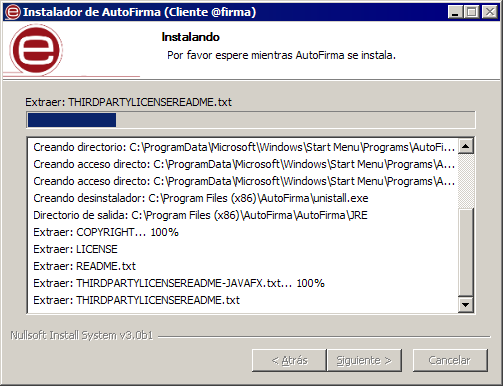 Instalador de AutoFirma (Cliente @firma)
Instalando
Por favor espere mientras AutoFirma se instala.
Extraer: THIRDPARTYLICENSEREADME.txt
Creando directorio: C:\ProgramData\Microsoft\Windows\Start Menu\Programs\AutoFi...
Creando acceso directo: C:\ProgramData\Microsoft\Windows\Start Menu\Programs\A...
Creando acceso directo: C:\ProgramData\Microsoft\Windows\Start Menu\Programs\A...
Creando desinstalador: C:\Program Files (x86)\AutoFirma\unistall.exe
Directorio de salida: C:\Program Files (x86)\AutoFirma\AutoFirma\JRE
Extraer: COPYRIGHT... 100%
Extraer: LICENSE
Extraer: README.txt
Extraer: THIRDPARTYLICENSEREADME-JAVAFX.txt... 100%
Extraer: THIRDPARTYLICENSEREADME.txt
Nullsoft Install System v3.0b1
< Atrás Siguiente > Cancelar